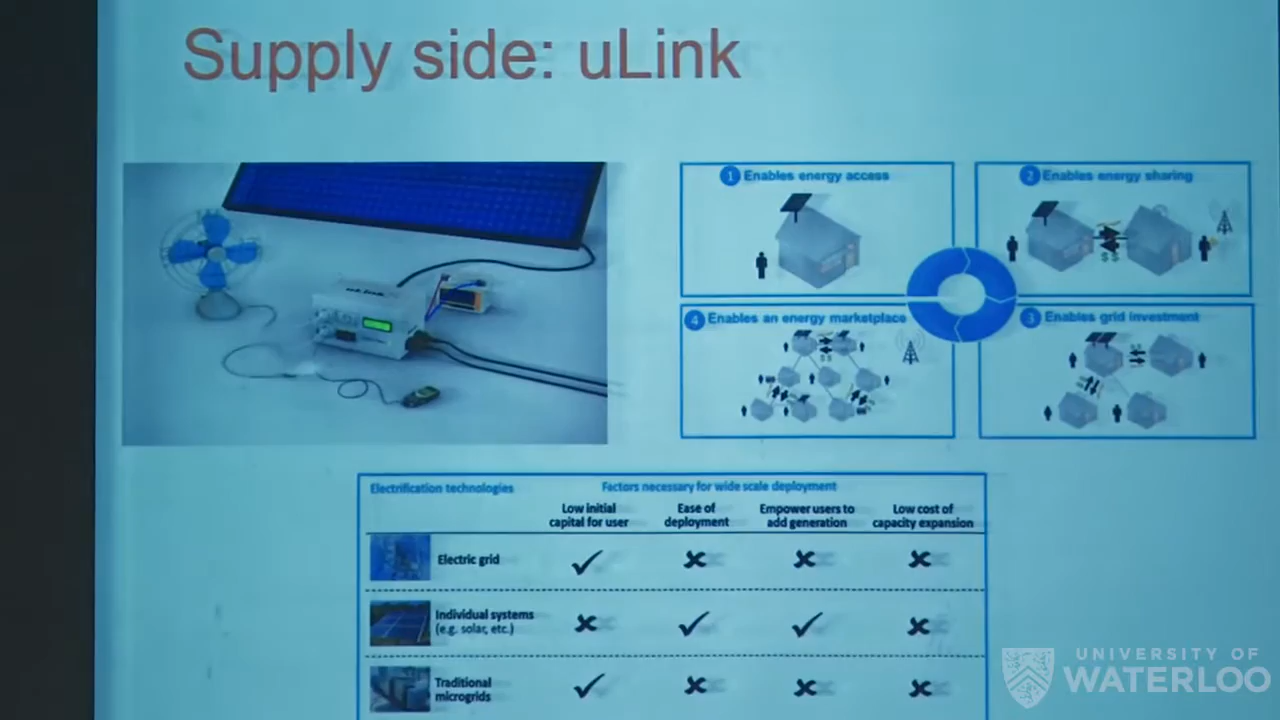 Supply side: uLink
uLink
1 Enables energy access
2 Enables energy sharing
$ $
4 Enables an energy marketplace
3 Enables grid investment
Electrification technologies
Factors necessary for wide scale deployment
Low initial
capital for user
Ease of
deployment
Empower users to
add generation
Low cost of
capacity expansion
Electric grid
Individual systems
(e.g. solar, etc.)
Traditional
microgrids
UNIVERSITY OF
WATERLOO